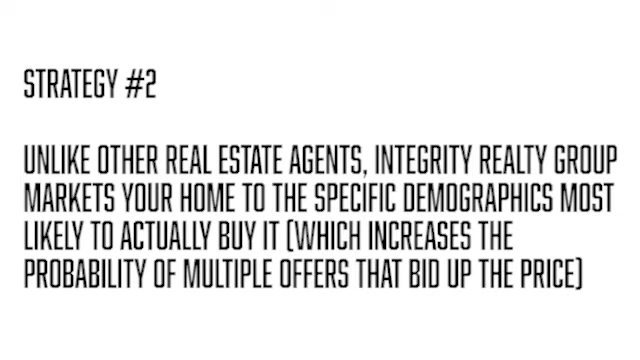 STRATEGY #2
UNLIKE OTHER REAL ESTATE AGENTS, INTEGRITY REALTY GROUP
MARKETS YOUR HOME TO THE SPECIFIC DEMOGRAPHICS MOST
LIKELY TO ACTUALLY BUY IT (WHICH INCREASES THE
PROBABILITY OF MULTIPLE OFFERS THAT BID UP THE PRICE)